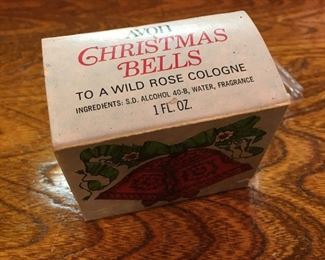 AVON
CHRISTMAS
BELLS
TO A WILD ROSE COLOGNE
INGREDIENTS: S.D. ALCOHOL 40-B, WATER, FRAGRANCE
1 FL. OZ.